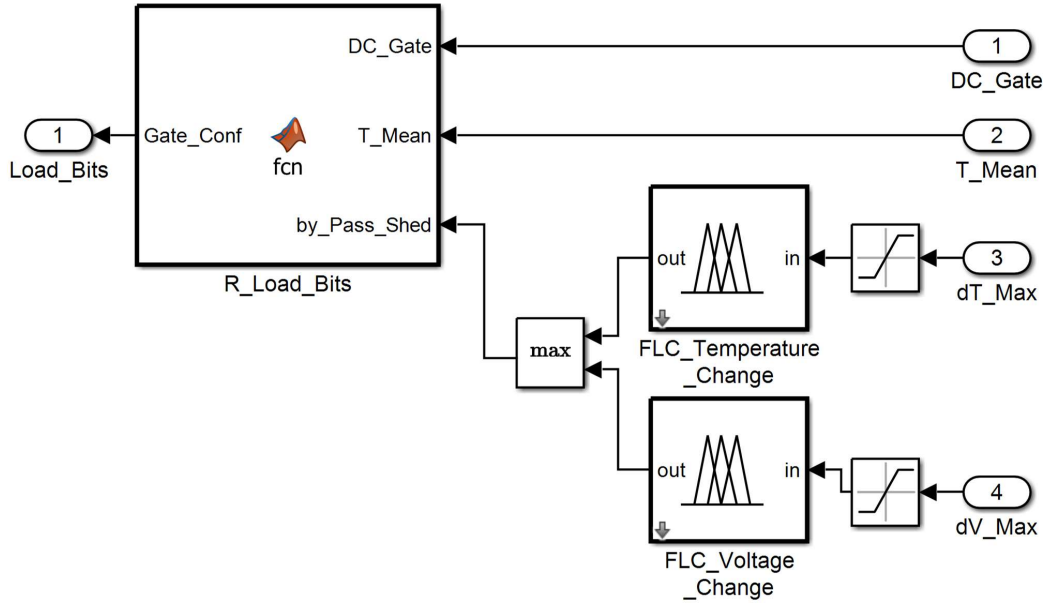 DC_Gate
1
DC_Gate
1
Load_Bits
Gate_Conf
fcn
T_Mean
2
T_Mean
by_Pass_Shed
R_Load_Bits
out
in
3
dT_Max
FLC_Temperature
_Change
max
out
in
4
dV_Max
FLC_Voltage
_Change